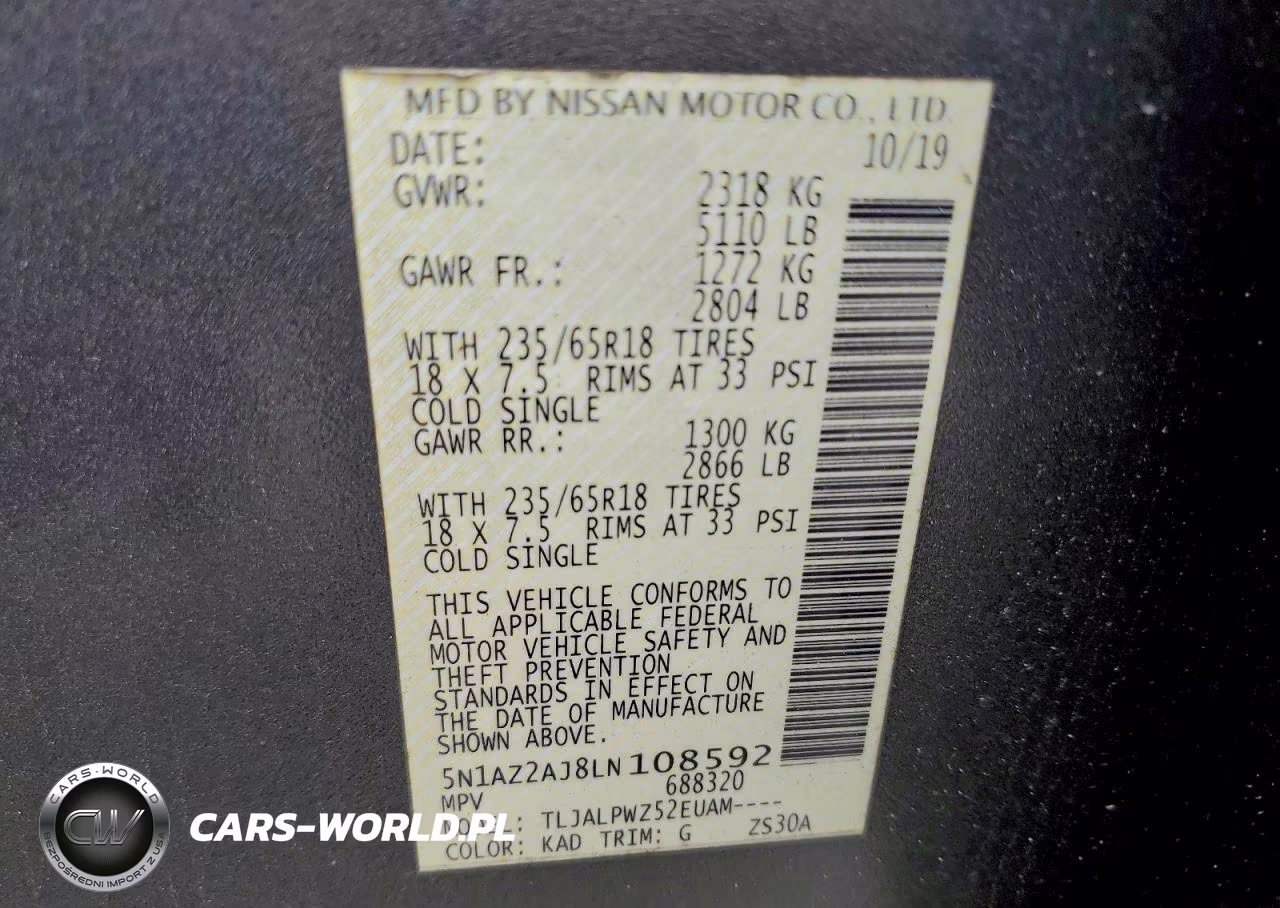 MFD BY NISSAN MOTOR CO., LTD.
DATE: 10/19
GVWR: 2318 KG
5110 LB
GAWR FR.: 1272 KG
2804 LB
WITH 235/65R18 TIRES
18 X 7.5 RIMS AT 33 PSI
COLD SINGLE
GAWR RR.: 1300 KG
2866 LB
WITH 235/65R18 TIRES
18 X 7.5 RIMS AT 33 PSI
COLD SINGLE
THIS VEHICLE CONFORMS TO
ALL APPLICABLE FEDERAL
MOTOR VEHICLE SAFETY AND
THEFT PREVENTION
STANDARDS IN EFFECT ON
THE DATE OF MANUFACTURE
SHOWN ABOVE.
5N1AZ2AJ8LN108592
MPV 688320
TLJALPWZ52EUAM----
COLOR: KAD TRIM: G ZS30A
CARS-WORLD
CW
BEZPOŚREDNI IMPORT Z USA
CARS-WORLD.PL